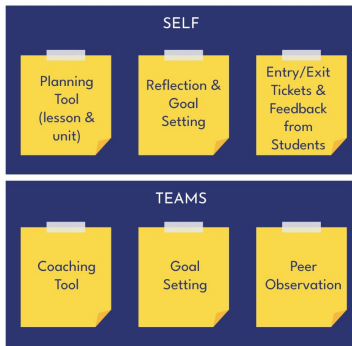 SELF
Planning
Tool
(lesson &
unit)
Reflection &
Goal
Setting
Entry/Exit
Tickets &
Feedback
from
Students
TEAMS
Coaching
Tool
Goal
Setting
Peer
Observation